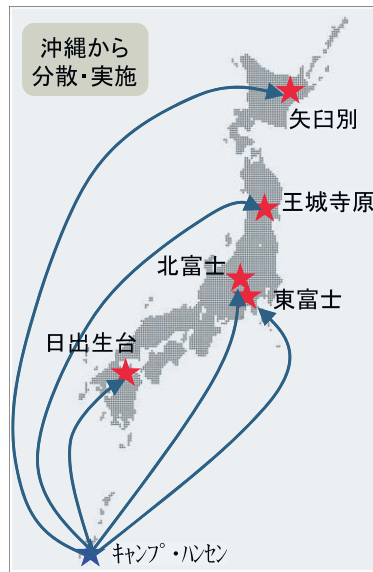 沖縄から
分散・実施
矢臼別
王城寺原
北富士
東富士
日出生台
キャンプ・ハンセン